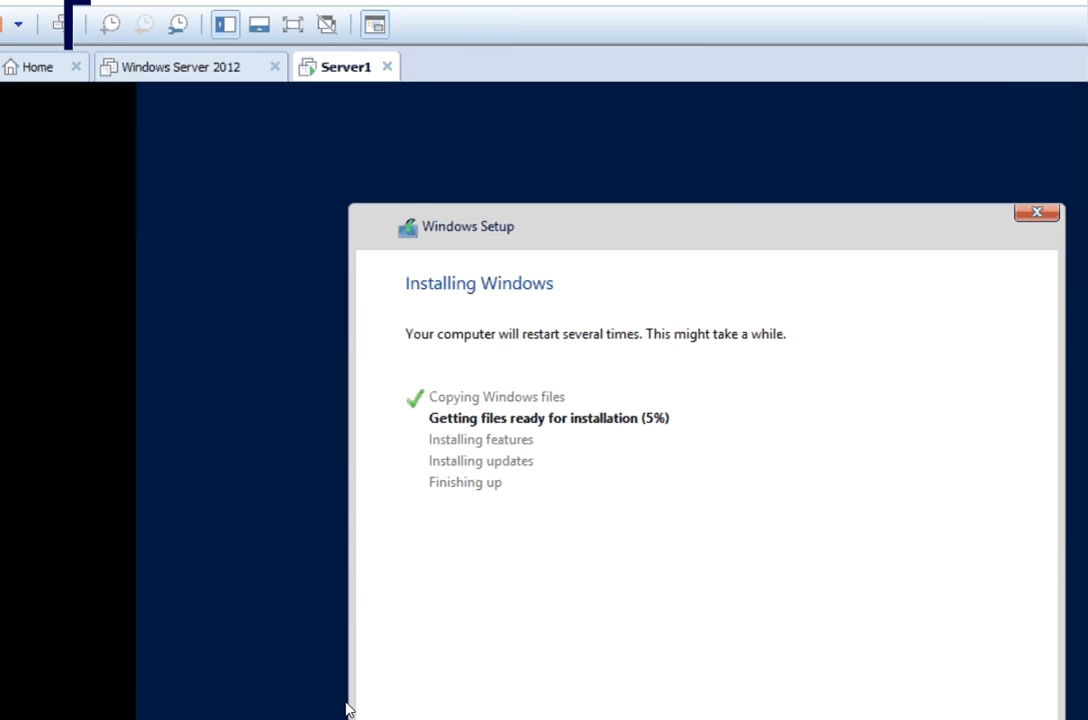 Home
Windows Server 2012
Server1
Windows Setup
Installing Windows
Your computer will restart several times. This might take a while.
Copying Windows files
Getting files ready for installation (5%)
Installing features
Installing updates
Finishing up